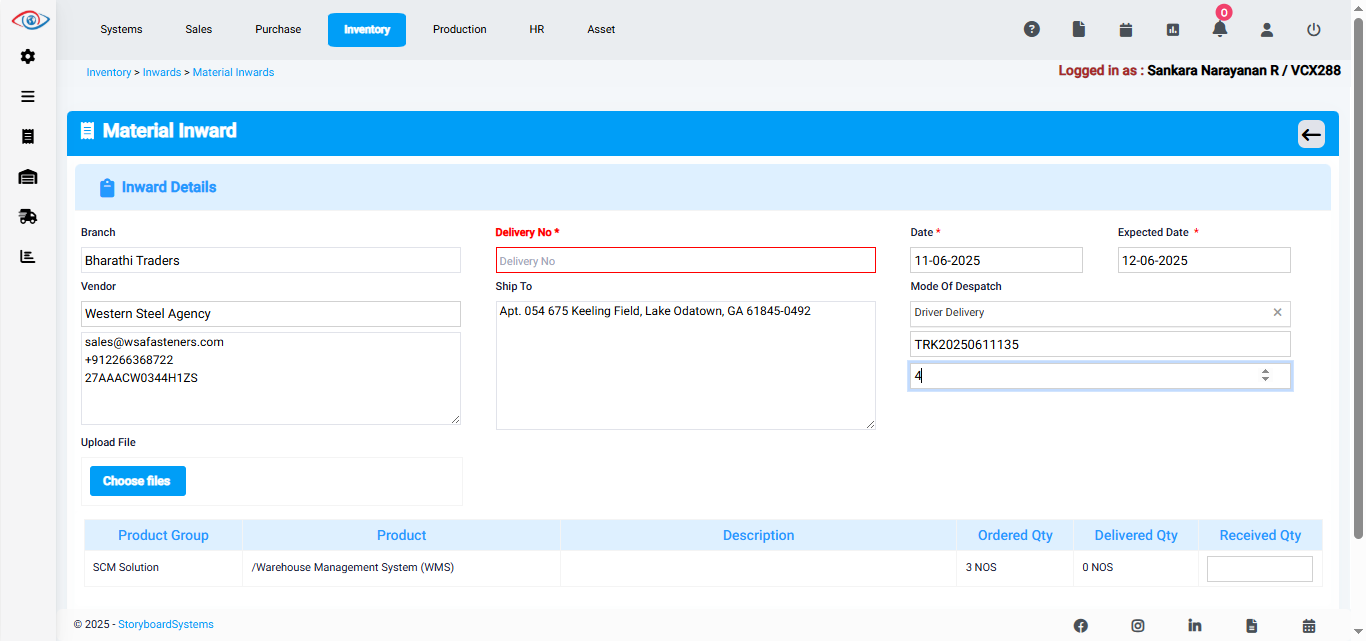 Systems Sales Purchase Inventory Production HR Asset 0
Inventory > Inwards > Material Inwards
Logged in as : Sankara Narayanan R / VCX288
Material Inward
Inward Details
Branch
Bharathi Traders
Vendor
Western Steel Agency
sales@wsafasteners.com
+912266368722
27AAACW0344H1ZS
Upload File
Choose files
Delivery No *
Delivery No
Ship To
Apt. 054 675 Keeling Field, Lake Odatown, GA 61845-0492
Date * Expected Date *
11-06-2025 12-06-2025
Mode Of Despatch
Driver Delivery ×
TRK20250611135
4
Product Group Product Description Ordered Qty Delivered Qty Received Qty
SCM Solution /Warehouse Management System (WMS) 3 NOS 0 NOS
© 2025 - StoryboardSystems